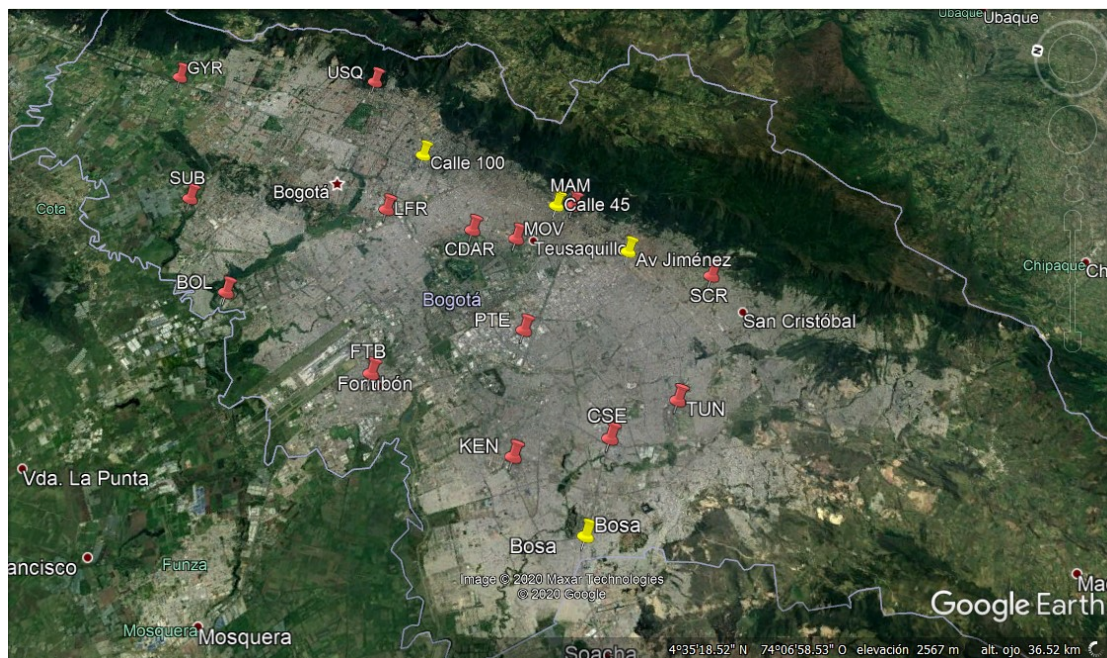 Ubaque
Ubaque
N
GYR
USQ
Calle 100
SUB
Bogotá
MAM
Cota
LFR
Calle 45
MOV
CDAR
Teusaquillo
Av Jiménez
Chipaque
Ch
BOL
SCR
Bogotá
PTE
San Cristóbal
FTB
Fontibón
TUN
CSE
KEN
Vda. La Punta
Bosa
Bosa
ancisco
Funza
Image © 2020 Maxar Technologies
© 2020 Google
Mad
Google Earth
Mosquera
Mosquera
Soacha
4°35'18.52" N 74°06'58.53" O elevación 2567 m alt. ojo 36.52 km